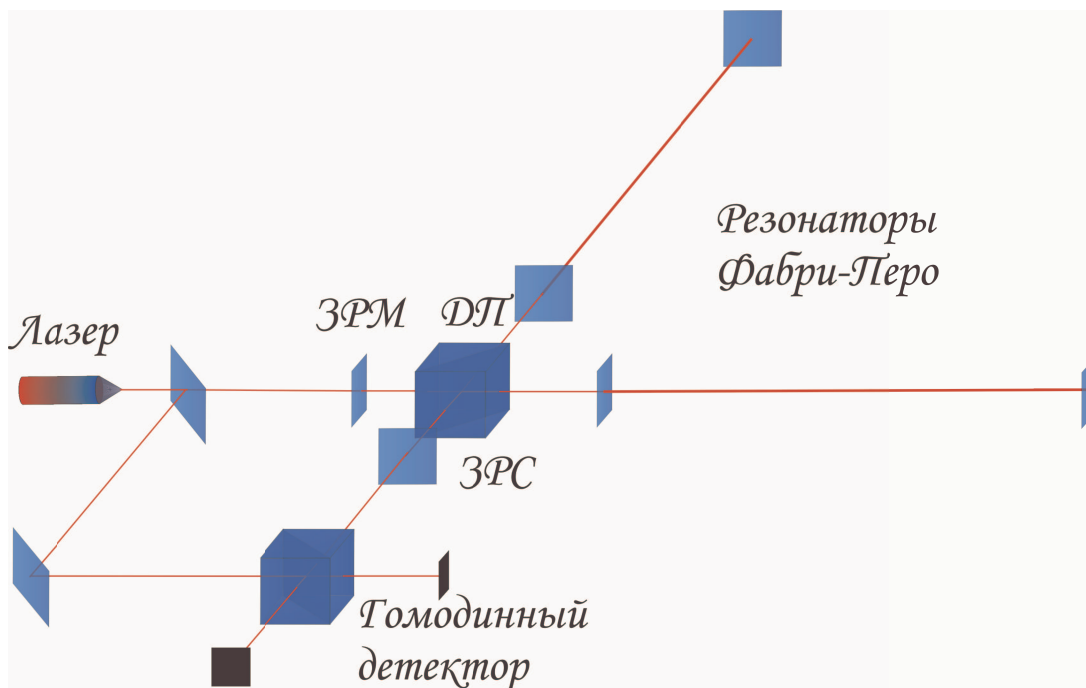 Резонаторы
Фабри-Перо
ЗРМ
ДП
Лазер
ЗРС
Гомодинный
детектор